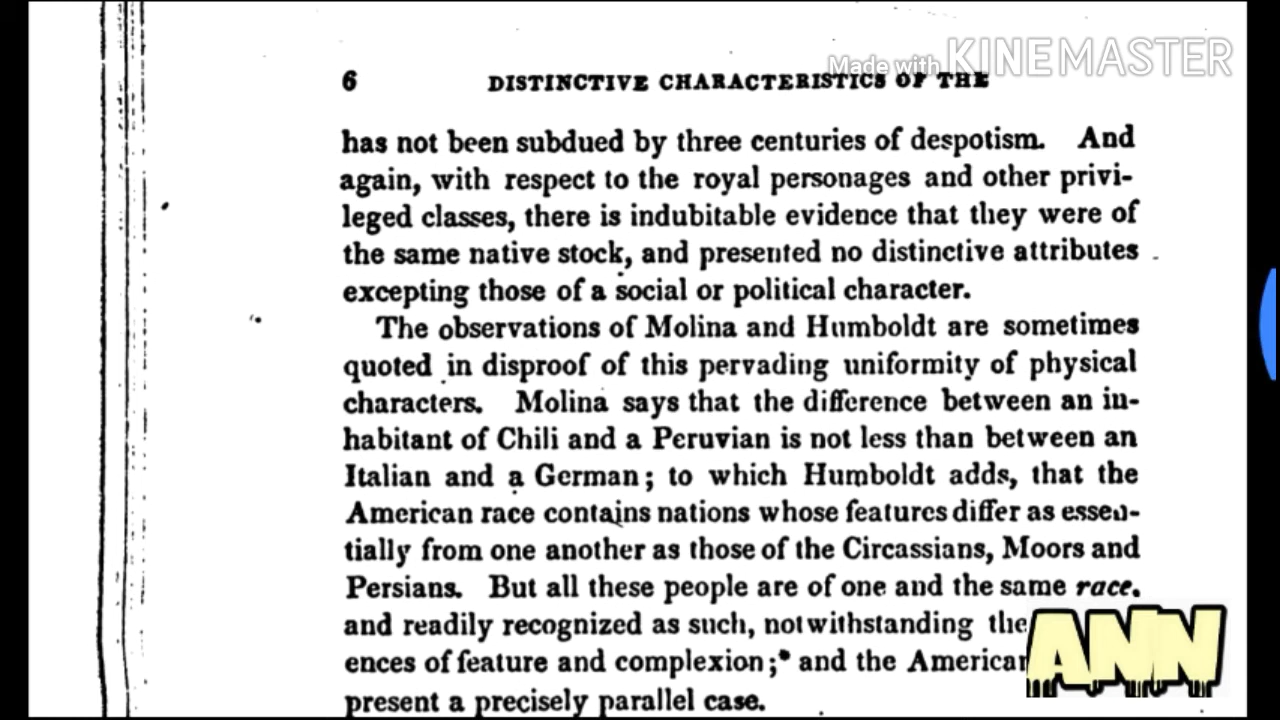 Made with KINEMASTER
6 DISTINCTIVE CHARACTERISTICS OF THE
has not been subdued by three centuries of despotism. And
again, with respect to the royal personages and other privi-
leged classes, there is indubitable evidence that they were of
the same native stock, and presented no distinctive attributes
excepting those of a social or political character.
The observations of Molina and Humboldt are sometimes
quoted in disproof of this pervading uniformity of physical
characters. Molina says that the difference between an in-
habitant of Chili and a Peruvian is not less than between an
Italian and a German; to which Humboldt adds, that the
American race contains nations whose features differ as essen-
tially from one another as those of the Circassians, Moors and
Persians. But all these people are of one and the same race,
and readily recognized as such, notwithstanding the
ences of feature and complexion;* and the American
present a precisely parallel case.
ANN